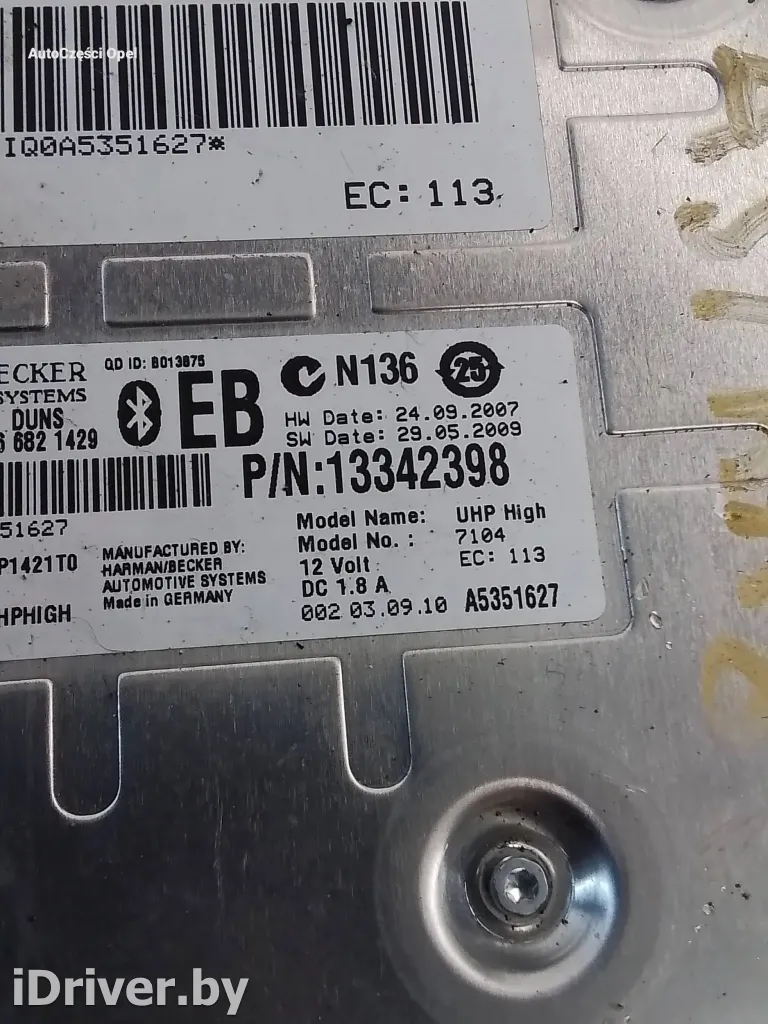 AutoCzęści Opel
IQ0A5351627*
EC: 113
ECKER
SYSTEMS
DUNS
6 682 1429
QD ID: B013875
EB
N136
25
HW Date: 24.09.2007
SW Date: 29.05.2009
P/N:13342398
51627
P1421T0
HPHIGH
MANUFACTURED BY:
HARMAN/BECKER
AUTOMOTIVE SYSTEMS
Made in GERMANY
Model Name: UHP High
Model No. : 7104
12 Volt EC: 113
DC 1.8 A
002 03.09.10 A5351627
iDriver.by